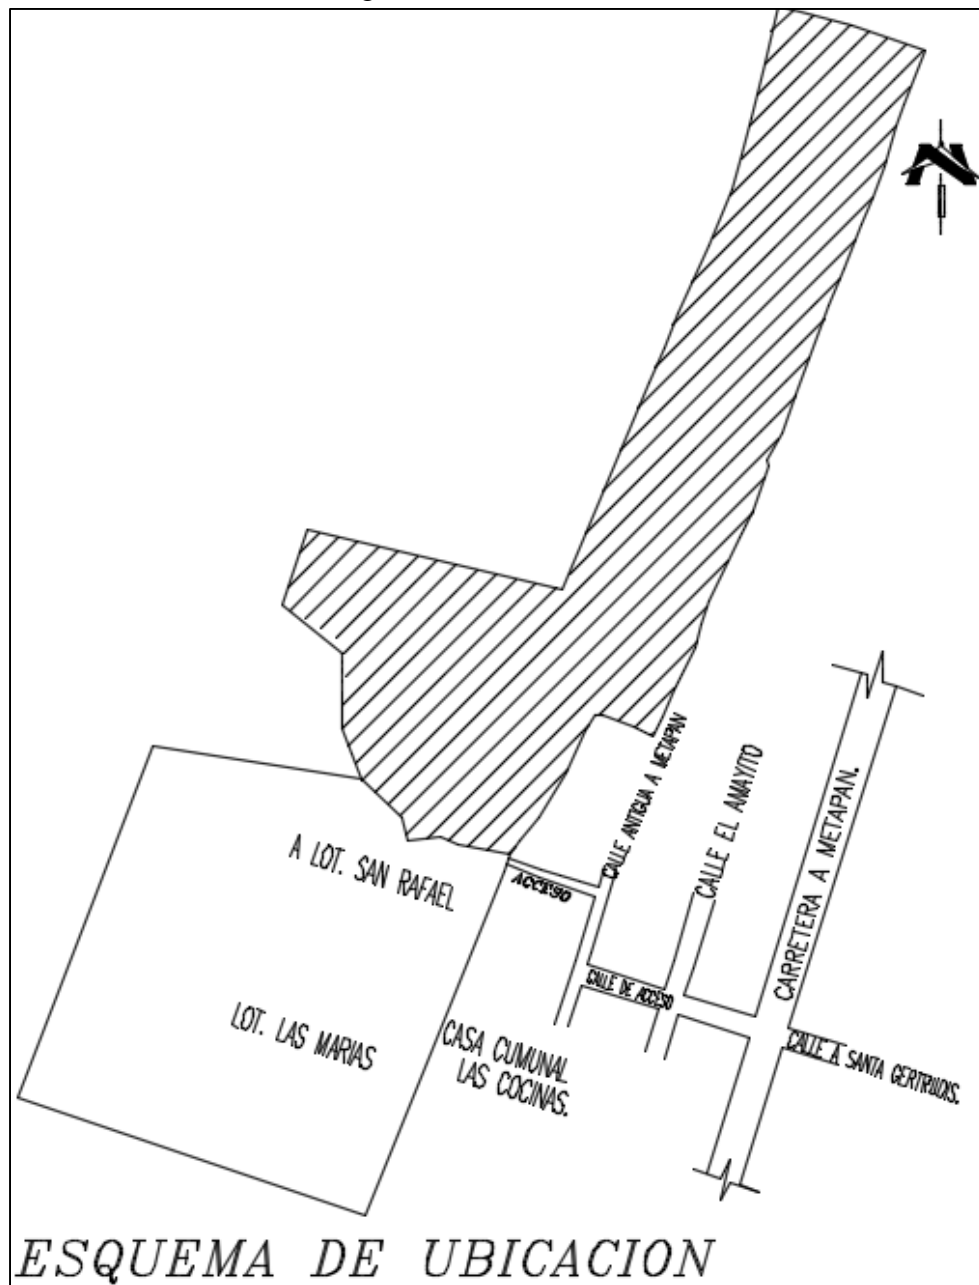 N
CALLE ANTIGUA A METAPAN
CALLE EL AMAYITO
CARRETERA A METAPAN.
A LOT. SAN RAFAEL
ACCESO
CALLE DE ACCESO
LOT. LAS MARIAS
CASA CUMUNAL
LAS COCINAS.
CALLE A SANTA GERTRUDIS.
ESQUEMA DE UBICACION